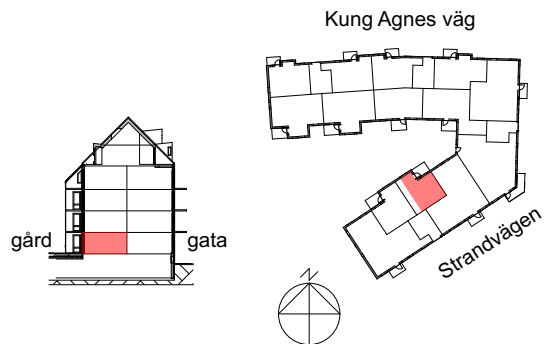 Kung Agnes väg
gård
gata
Strandvägen
N